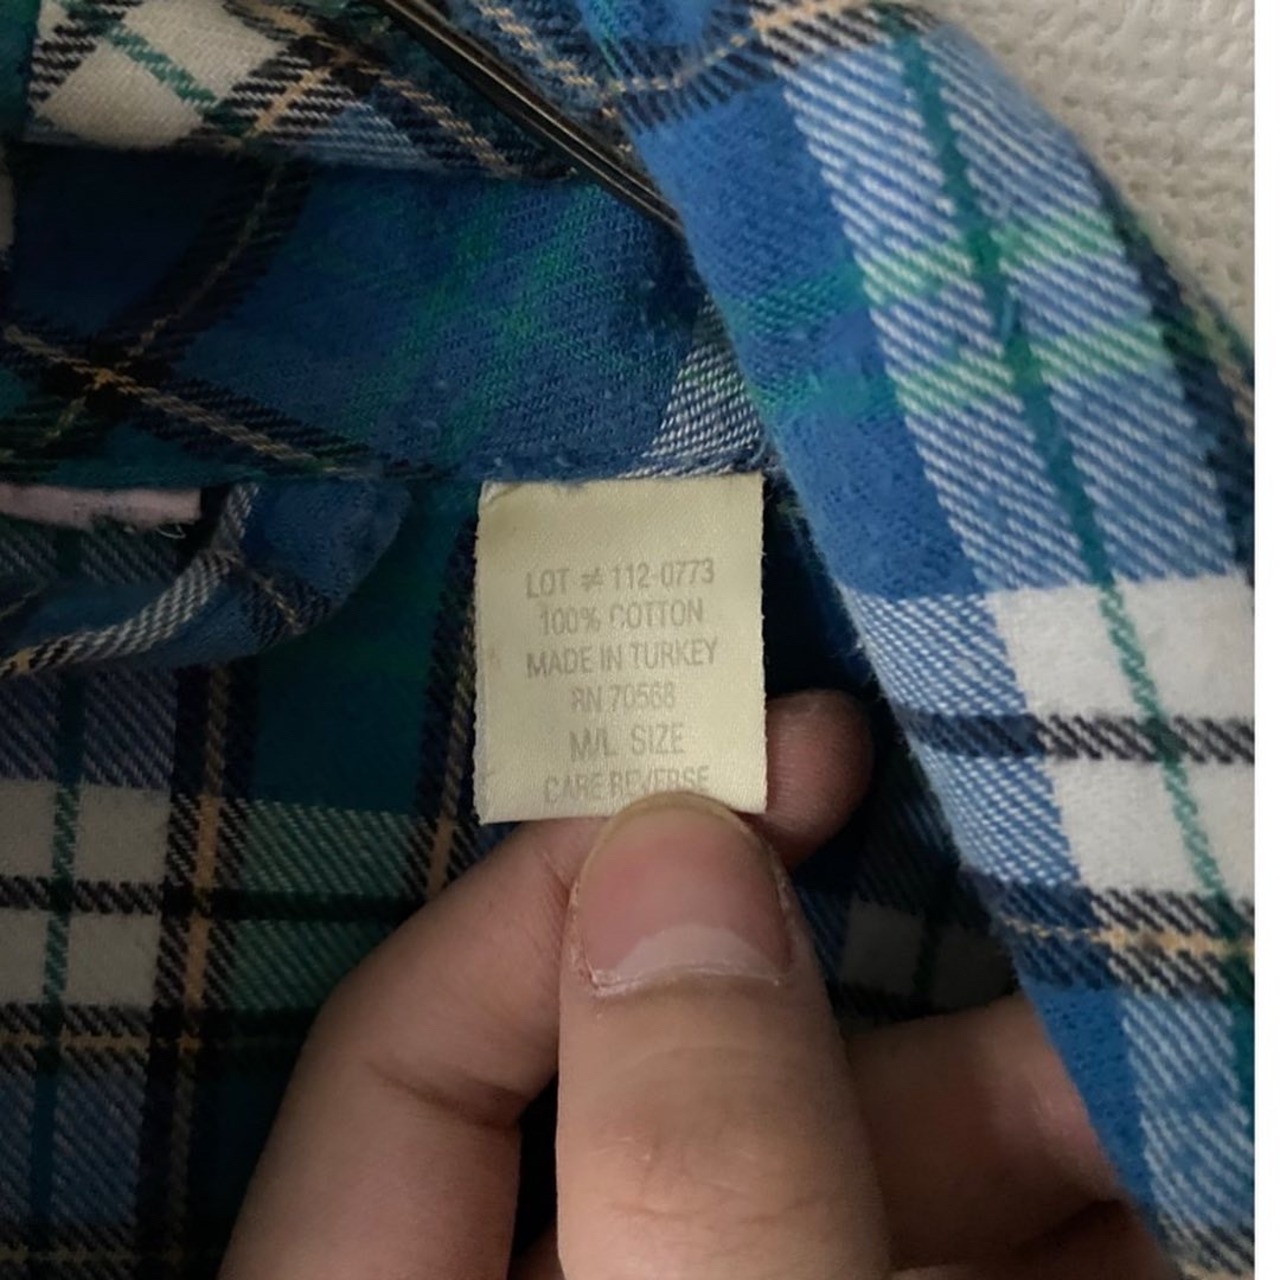 LOT ≠ 112-0773
100% COTTON
MADE IN TURKEY
RN 70568
M/L SIZE
CARE REVERSE